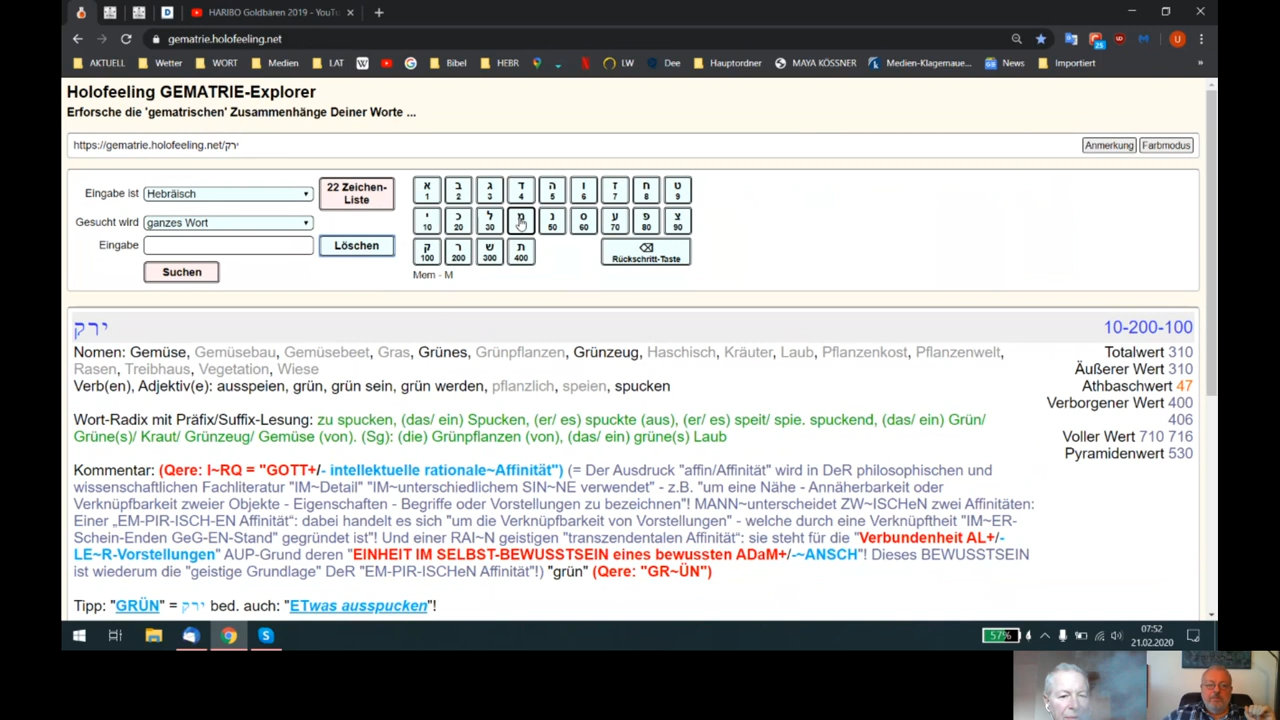 HARIBO Goldbären 2019 - YouTu
gematrie.holofeeling.net
AKTUELL Wetter WORT Medien LAT Bibel HEBR LW Dee Hauptordner MAYA KÖSSNER Medien-Klagemaue... News Importiert
Holofeeling GEMATRIE-Explorer
Erforsche die 'gematrischen' Zusammenhänge Deiner Worte ...
https://gematrie.holofeeling.net/ירק Anmerkung Farbmodus
Eingabe ist Hebräisch
22 Zeichen-
Liste
Gesucht wird ganzes Wort
Eingabe Löschen
Suchen
א ב ג ד ה ו ז ח ט
1 2 3 4 5 6 7 8 9
י כ ל מ נ ס ע פ צ
10 20 30 50 60 70 80 90
ק ר ש ת
100 200 300 400
Rückschritt-Taste
Mem - M
ירק 10-200-100
Nomen: Gemüse, Gemüsebau, Gemüsebeet, Gras, Grünes, Grünpflanzen, Grünzeug, Haschisch, Kräuter, Laub, Pflanzenkost, Pflanzenwelt,
Rasen, Treibhaus, Vegetation, Wiese
Verb(en), Adjektiv(e): ausspeien, grün, grün sein, grün werden, pflanzlich, speien, spucken
Totalwert 310
Äußerer Wert 310
Athbaschwert 47
Verborgener Wert 400
406
Voller Wert 710 716
Pyramidenwert 530
Wort-Radix mit Präfix/Suffix-Lesung: zu spucken, (das/ ein) Spucken, (er/ es) spuckte (aus), (er/ es) speit/ spie. spuckend, (das/ ein) Grün/
Grüne(s)/ Kraut/ Grünzeug/ Gemüse (von). (Sg): (die) Grünpflanzen (von), (das/ ein) grüne(s) Laub
Kommentar: (Qere: I~RQ = "GOTT+/- intellektuelle rationale~Affinität") (= Der Ausdruck "affin/Affinität" wird in DeR philosophischen und
wissenschaftlichen Fachliteratur "IM~Detail" "IM~unterschiedlichem SIN~NE verwendet" - z.B. "um eine Nähe - Annäherbarkeit oder
Verknüpfbarkeit zweier Objekte - Eigenschaften - Begriffe oder Vorstellungen zu bezeichnen"! MANN~unterscheidet ZW~ISCHeN zwei Affinitäten:
Einer „EM-PIR-ISCH-EN Affinität“: dabei handelt es sich "um die Verknüpfbarkeit von Vorstellungen" - welche durch eine Verknüpftheit "IM~ER-
Schein-Enden GeG-EN-Stand" gegründet ist"! Und einer RAI~N geistigen "transzendentalen Affinität“: sie steht für die "Verbundenheit AL+/-
LE~R-Vorstellungen" AUP-Grund deren "EINHEIT IM SELBST-BEWUSSTSEIN eines bewussten ADaM+/-~ANSCH"! Dieses BEWUSSTSEIN
ist wiederum die "geistige Grundlage" DeR "EM-PIR-ISCHeN Affinität"!) "grün" (Qere: "GR~ÜN")
Tipp: "GRÜN" = ירק bed. auch: "ETwas ausspucken"!
57%
07:52
21.02.2020